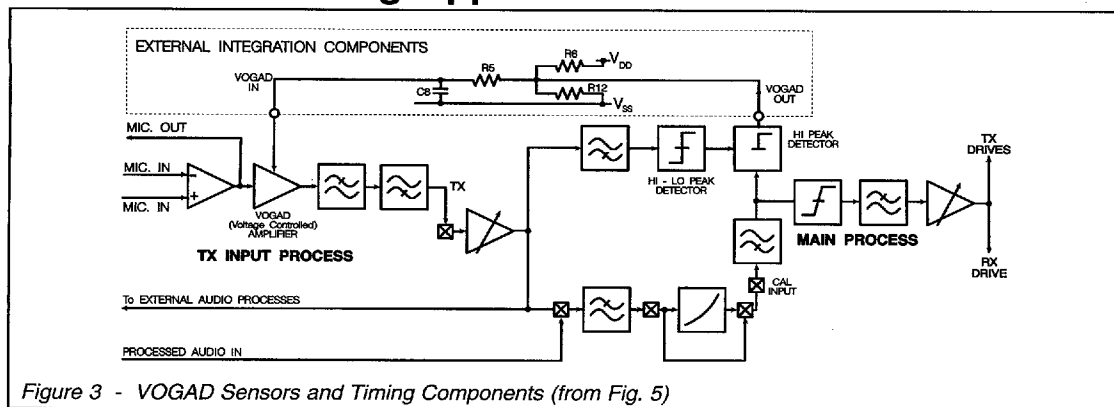 EXTERNAL INTEGRATION COMPONENTS
VOGAD
IN
R5
R6
VDD
C8
R12
VSS
VOGAD
OUT
MIC. OUT
MIC. IN
MIC. IN
VOGAD
(Voltage Controlled)
AMPLIFIER
TX INPUT PROCESS
TX
HI - LO PEAK
DETECTOR
HI PEAK
DETECTOR
TX
DRIVES
MAIN PROCESS
RX
DRIVE
CAL
INPUT
To EXTERNAL AUDIO PROCESSES
PROCESSED AUDIO IN
Figure 3 - VOGAD Sensors and Timing Components (from Fig. 5)